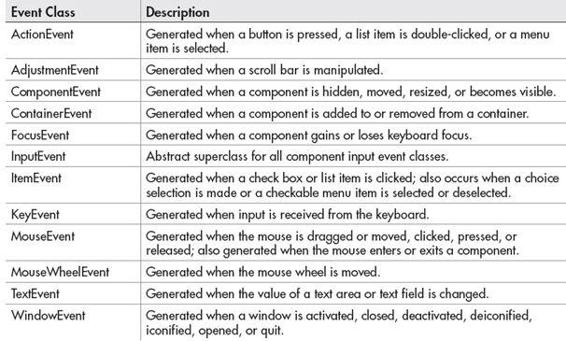 Event Class Description
ActionEvent Generated when a button is pressed, a list item is double-clicked, or a menu
item is selected.
AdjustmentEvent Generated when a scroll bar is manipulated.
ComponentEvent Generated when a component is hidden, moved, resized, or becomes visible.
ContainerEvent Generated when a component is added to or removed from a container.
FocusEvent Generated when a component gains or loses keyboard focus.
InputEvent Abstract superclass for all component input event classes.
ItemEvent Generated when a check box or list item is clicked; also occurs when a choice
selection is made or a checkable menu item is selected or deselected.
KeyEvent Generated when input is received from the keyboard.
MouseEvent Generated when the mouse is dragged or moved, clicked, pressed, or
released; also generated when the mouse enters or exits a component.
MouseWheelEvent Generated when the mouse wheel is moved.
TextEvent Generated when the value of a text area or text field is changed.
WindowEvent Generated when a window is activated, closed, deactivated, deiconified,
iconified, opened, or quit.